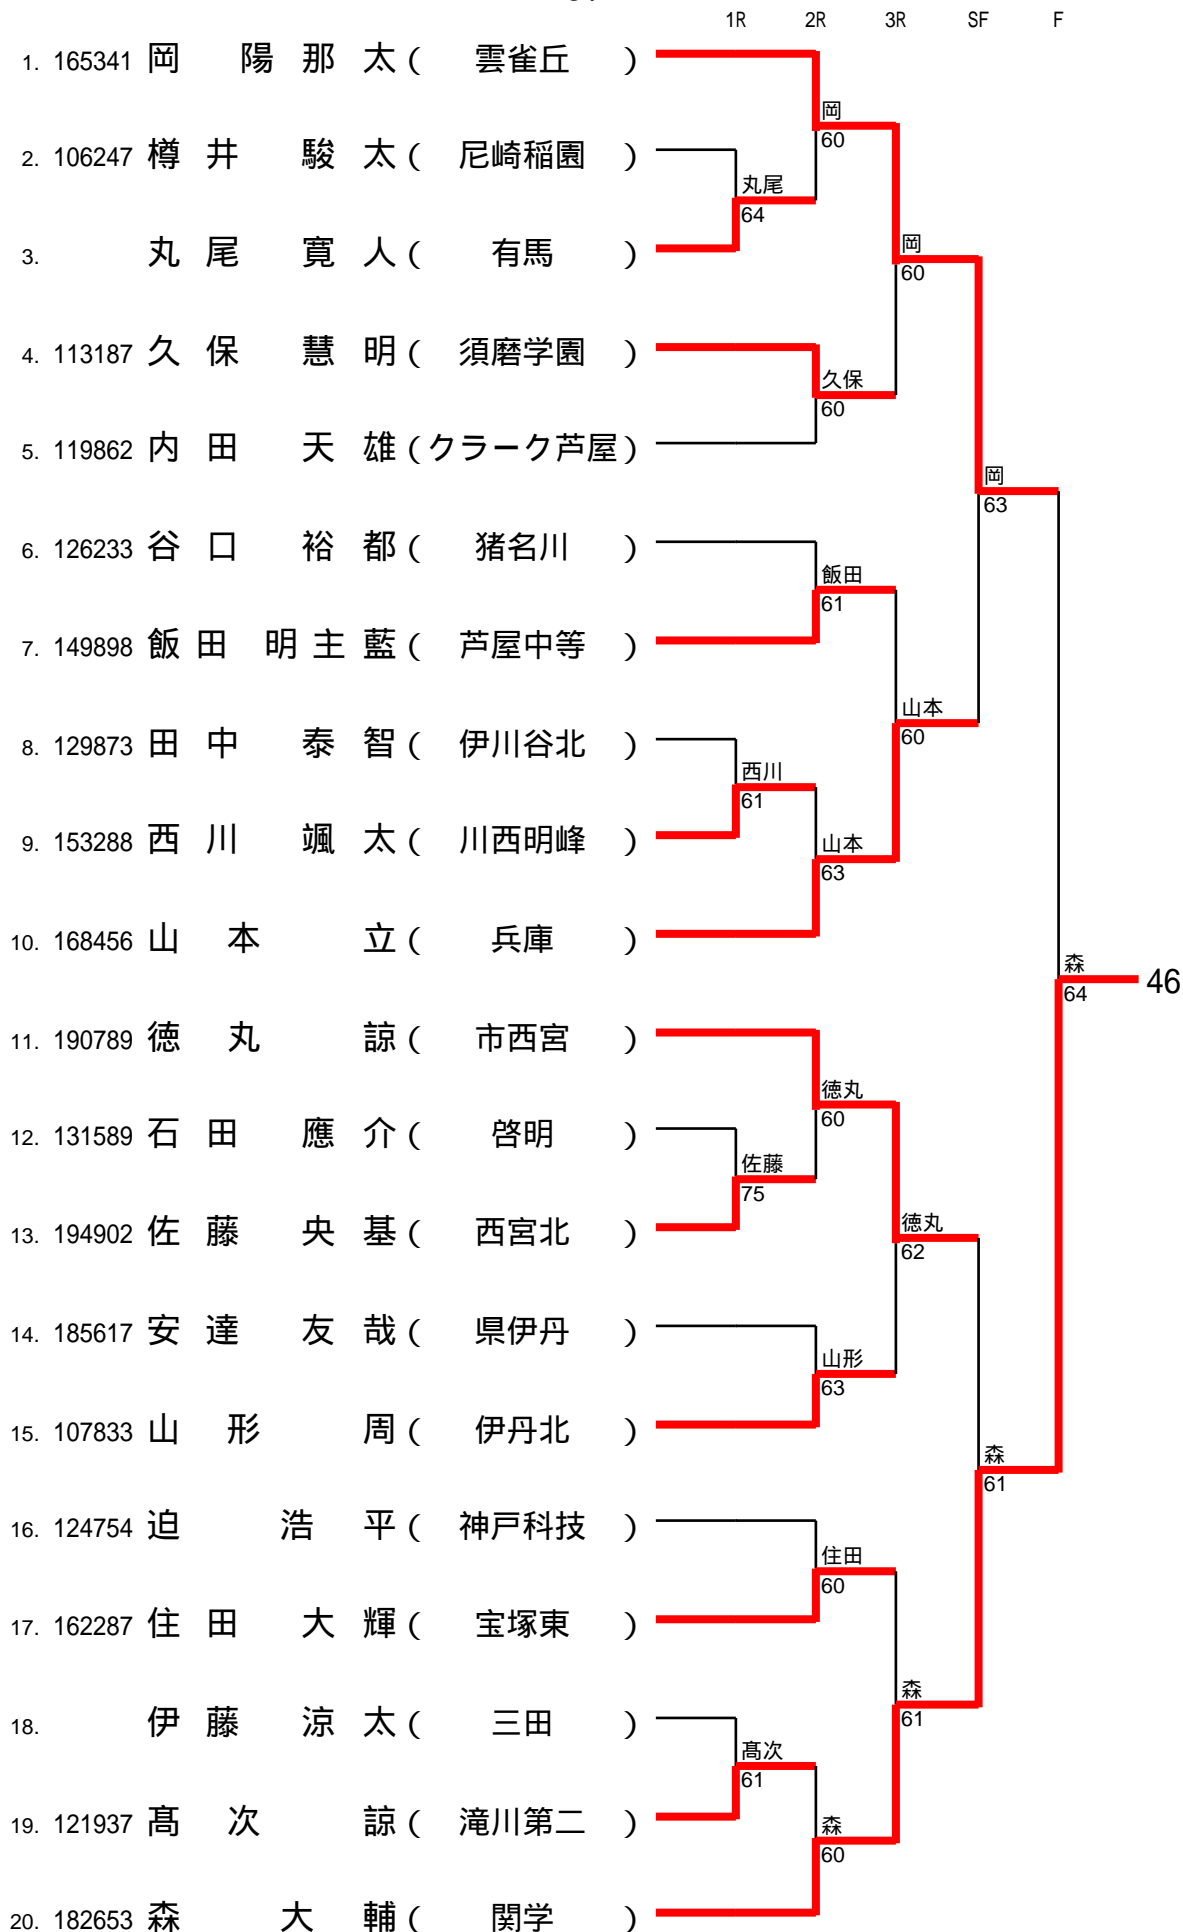 1R 2R 3R SF F
1. 165341 岡 陽那太 ( 雲雀丘 )
岡
60
2. 106247 樽井 駿太 ( 尼崎稲園 )
丸尾
64
3. 丸尾 寛人 ( 有馬 )
岡
60
4. 113187 久保 慧明 ( 須磨学園 )
久保
60
5. 119862 内田 天雄 ( クラーク芦屋 )
岡
63
6. 126233 谷口 裕都 ( 猪名川 )
飯田
61
7. 149898 飯田 明主藍 ( 芦屋中等 )
山本
60
8. 129873 田中 泰智 ( 伊川谷北 )
西川
61
9. 153288 西川 颯太 ( 川西明峰 )
山本
63
10. 168456 山本 立 ( 兵庫 )
森
64
46
11. 190789 徳丸 諒 ( 市西宮 )
徳丸
60
12. 131589 石田 應介 ( 啓明 )
佐藤
75
13. 194902 佐藤 央基 ( 西宮北 )
徳丸
62
14. 185617 安達 友哉 ( 県伊丹 )
山形
63
15. 107833 山形 周 ( 伊丹北 )
森
61
16. 124754 迫 浩平 ( 神戸科技 )
住田
60
17. 162287 住田 大輝 ( 宝塚東 )
森
61
18. 伊藤 涼太 ( 三田 )
髙次
61
19. 121937 髙次 諒 ( 滝川第二 )
森
60
20. 182653 森 大輔 ( 関学 )